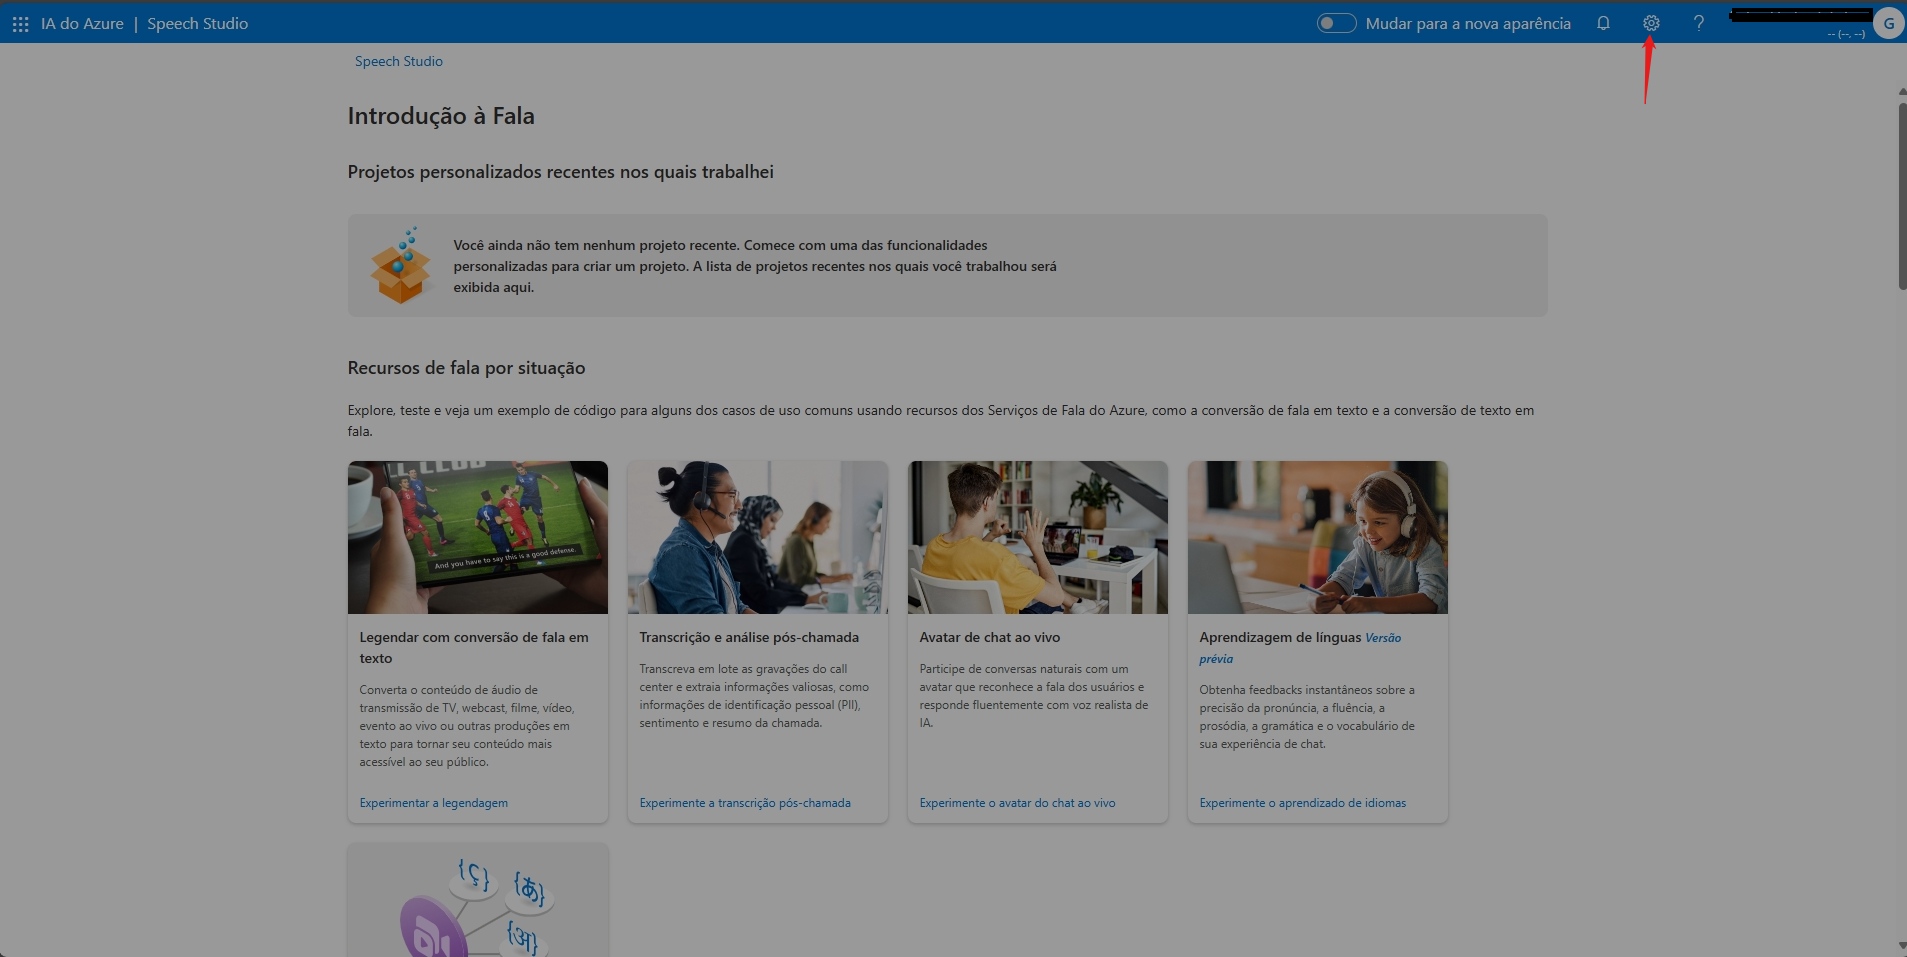 IA do Azure | Speech Studio
Mudar para a nova aparência
?
-- (--, --)
G
Speech Studio
Introdução à Fala
Projetos personalizados recentes nos quais trabalhei
Você ainda não tem nenhum projeto recente. Comece com uma das funcionalidades
personalizadas para criar um projeto. A lista de projetos recentes nos quais você trabalhou será
exibida aqui.
Recursos de fala por situação
Explore, teste e veja um exemplo de código para alguns dos casos de uso comuns usando recursos dos Serviços de Fala do Azure, como a conversão de fala em texto e a conversão de texto em
fala.
And you have to say this is a good defense.
Legendar com conversão de fala em
texto
Converta o conteúdo de áudio de
transmissão de TV, webcast, filme, vídeo,
evento ao vivo ou outras produções em
texto para tornar seu conteúdo mais
acessível ao seu público.
Experimentar a legendagem
Transcrição e análise pós-chamada
Transcreva em lote as gravações do call
center e extraia informações valiosas, como
informações de identificação pessoal (PII),
sentimento e resumo da chamada.
Experimente a transcrição pós-chamada
Avatar de chat ao vivo
Participe de conversas naturais com um
avatar que reconhece a fala dos usuários e
responde fluentemente com voz realista de
IA.
Experimente o avatar do chat ao vivo
Aprendizagem de línguas Versão
prévia
Obtenha feedbacks instantâneos sobre a
precisão da pronúncia, a fluência, a
prosódia, a gramática e o vocabulário de
sua experiência de chat.
Experimente o aprendizado de idiomas
{ç}
{あ}
{अ}